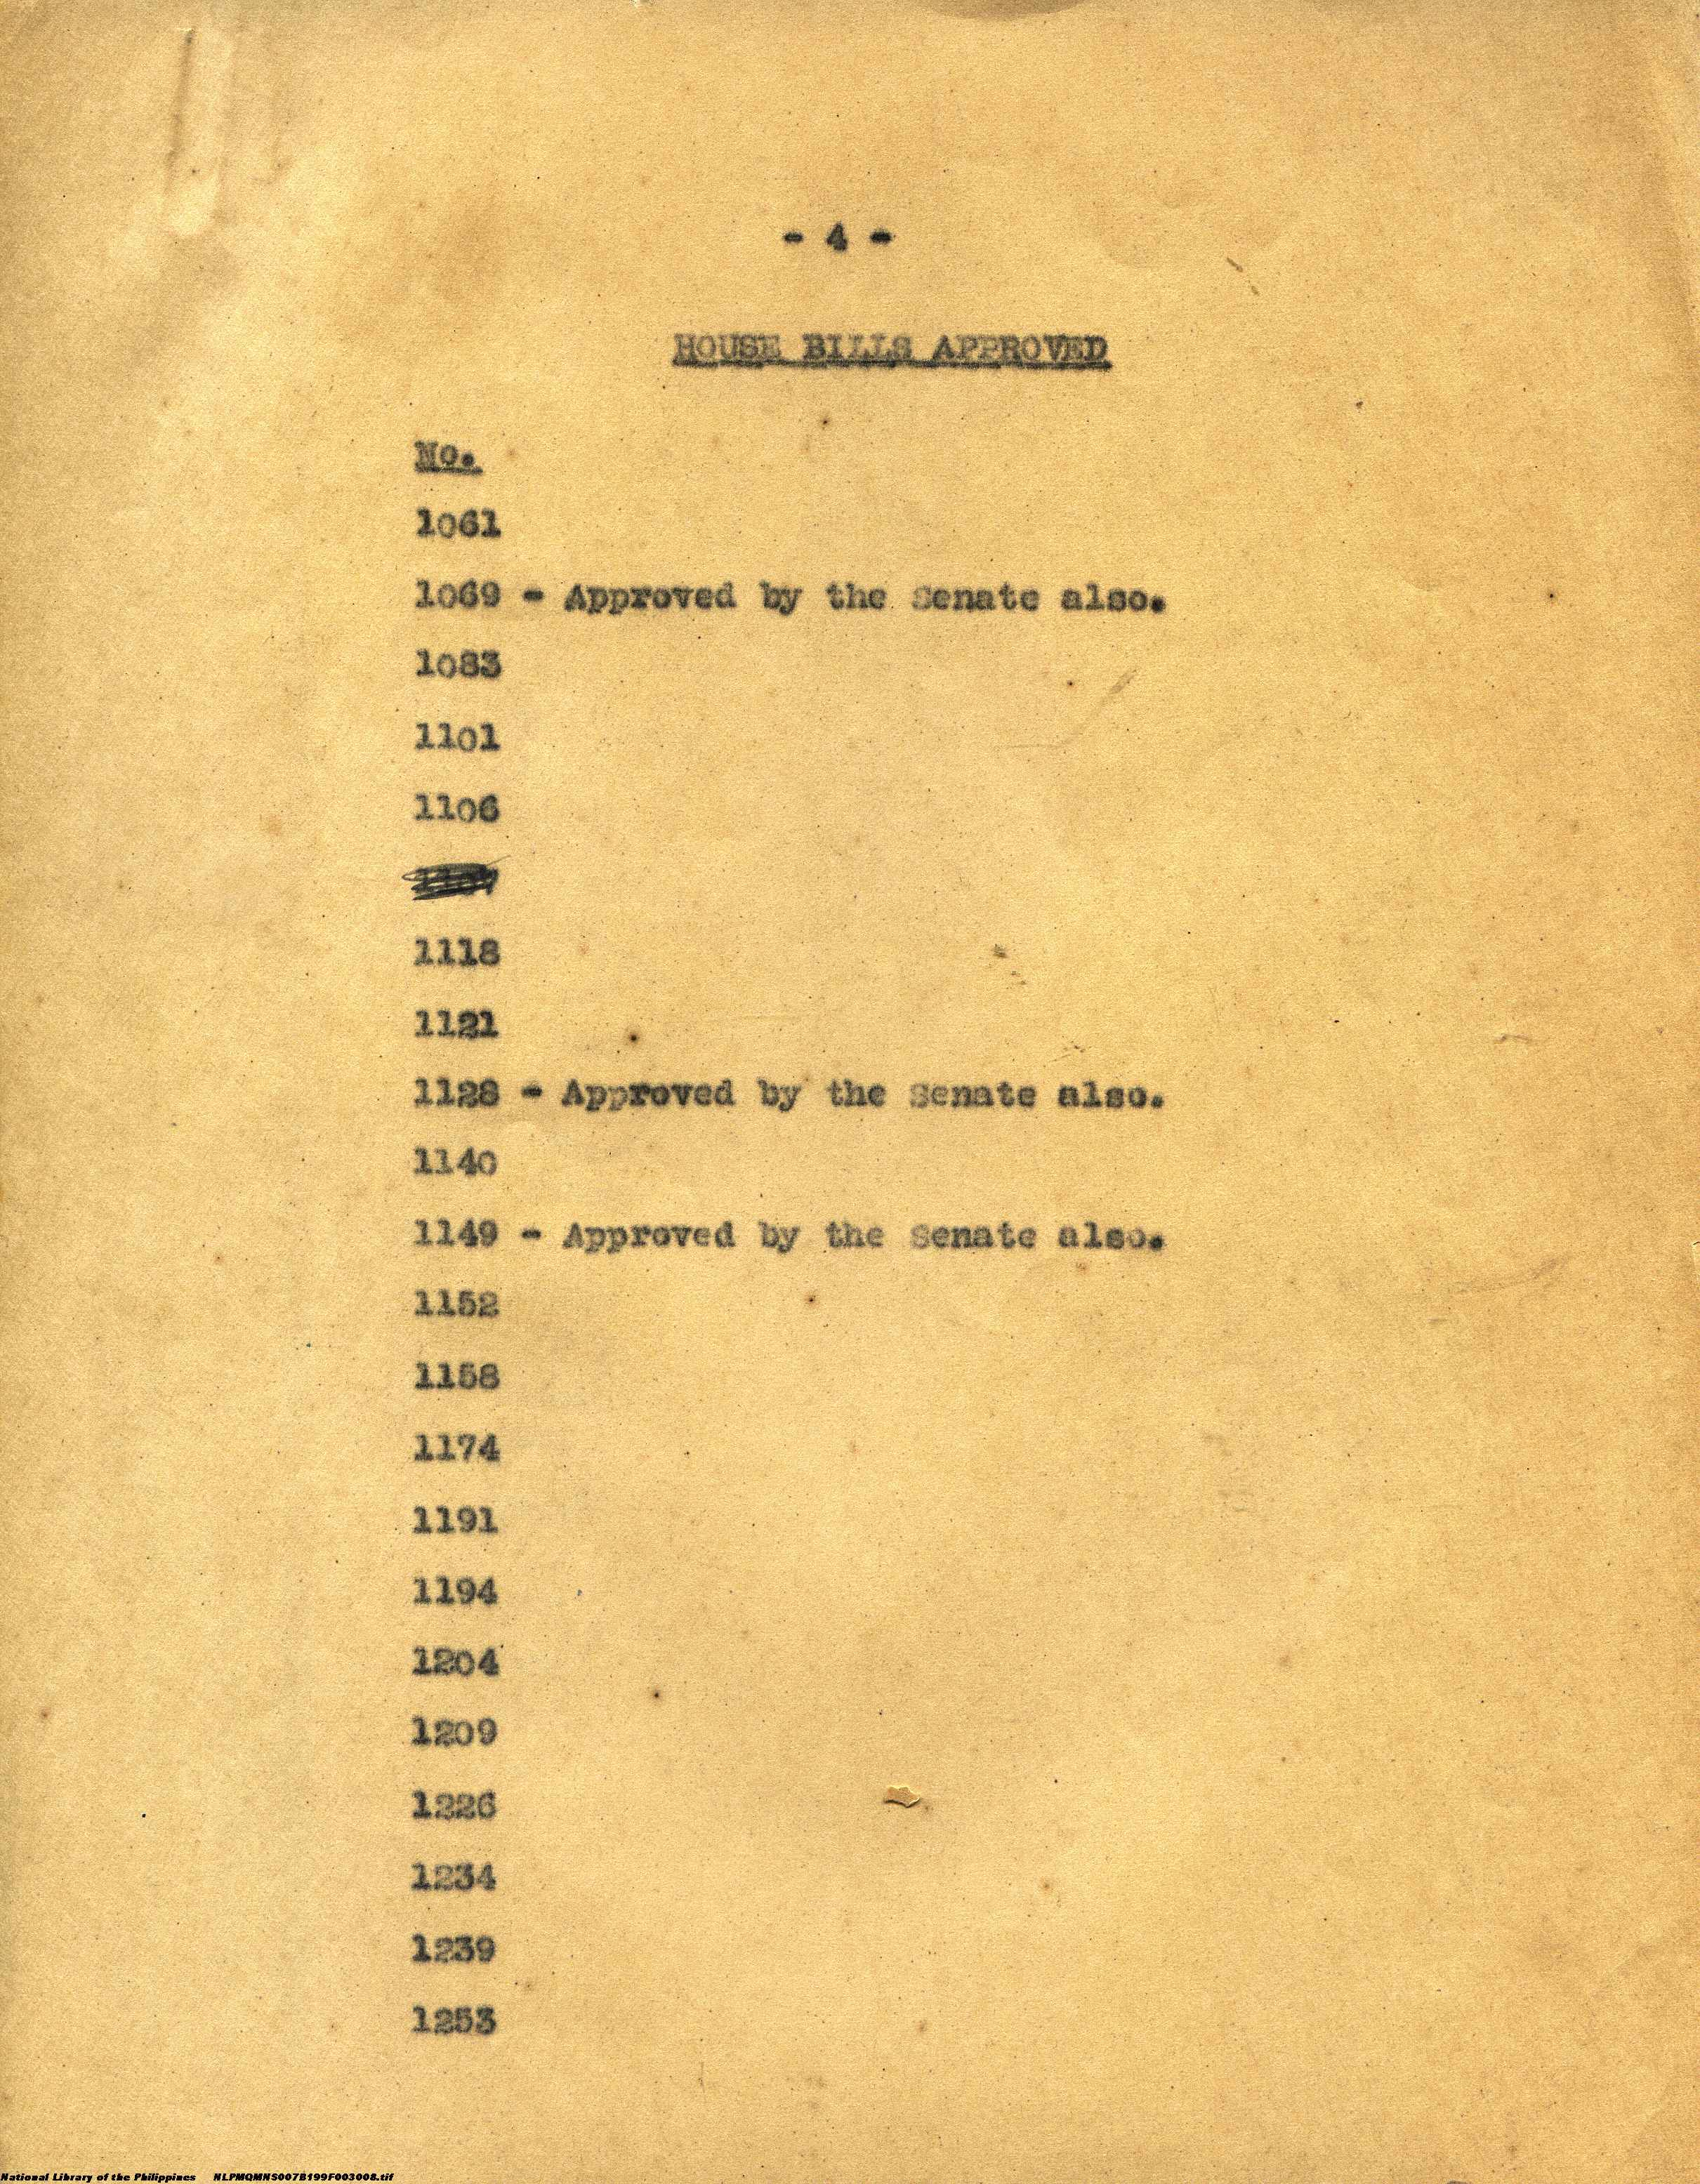 - 4 -
HOUSE BILLS APPROVED
No.
1061
1069 - Approved by the Senate also.
1083
1101
1106
1118
1121
1128 - Approved by the Senate also.
1140
1149 - Approved by the Senate also.
1152
1158
1174
1191
1194
1204
1209
1226
1234
1239
1253
National Library of the Philippines NLPMQMNS007B199F003008.tif